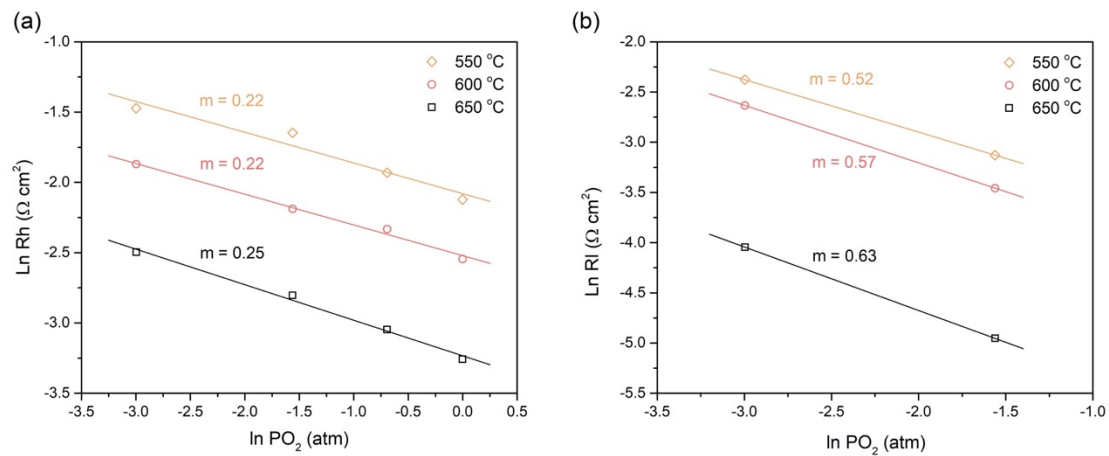 (a)
-1.0
-1.5
-2.0
-2.5
-3.0
-3.5
Ln Rh (Ω cm²)
550 °C
600 °C
650 °C
m = 0.22
m = 0.22
m = 0.25
-3.5 -3.0 -2.5 -2.0 -1.5 -1.0 -0.5 0.0 0.5
ln PO₂ (atm)
(b)
-2.0
-2.5
-3.0
-3.5
-4.0
-4.5
-5.0
-5.5
Ln Rl (Ω cm²)
550 °C
600 °C
650 °C
m = 0.52
m = 0.57
m = 0.63
-3.5 -3.0 -2.5 -2.0 -1.5 -1.0
ln PO₂ (atm)